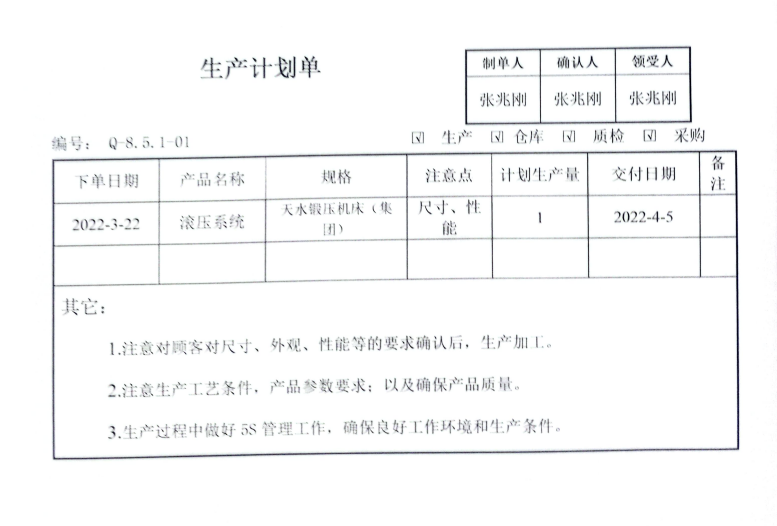 生产计划单
制单人 确认人 领受人
张兆刚 张兆刚 张兆刚
编号: Q-8.5.1-01
☑ 生产 ☑ 仓库 ☑ 质检 ☑ 采购
下单日期 产品名称 规格 注意点 计划生产量 交付日期 备注
2022-3-22 滚压系统 天水锻压机床（集团） 尺寸、性能 1 2022-4-5
其它:
1.注意对顾客对尺寸、外观、性能等的要求确认后，生产加工。
2.注意生产工艺条件，产品参数要求；以及确保产品质量。
3.生产过程中做好 5S 管理工作，确保良好工作环境和生产条件。